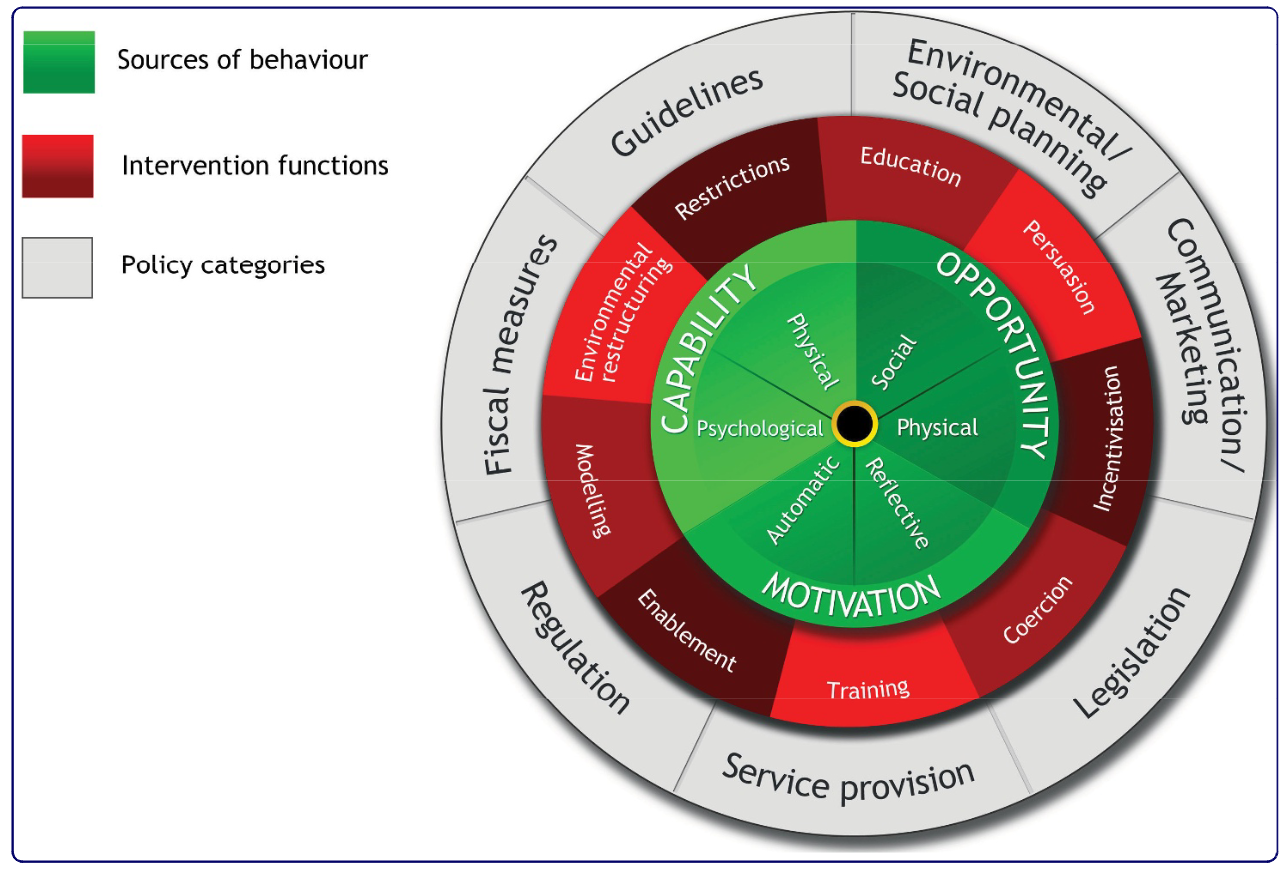 Sources of behaviour
Intervention functions
Policy categories
Guidelines
Environmental/
Social planning
Communication/
Marketing
Legislation
Service provision
Regulation
Fiscal measures
Restrictions
Education
Persuasion
Incentivisation
Coercion
Training
Enablement
Modelling
Environmental
restructuring
CAPABILITY
OPPORTUNITY
MOTIVATION
Physical
Social
Physical
Reflective
Automatic
Psychological